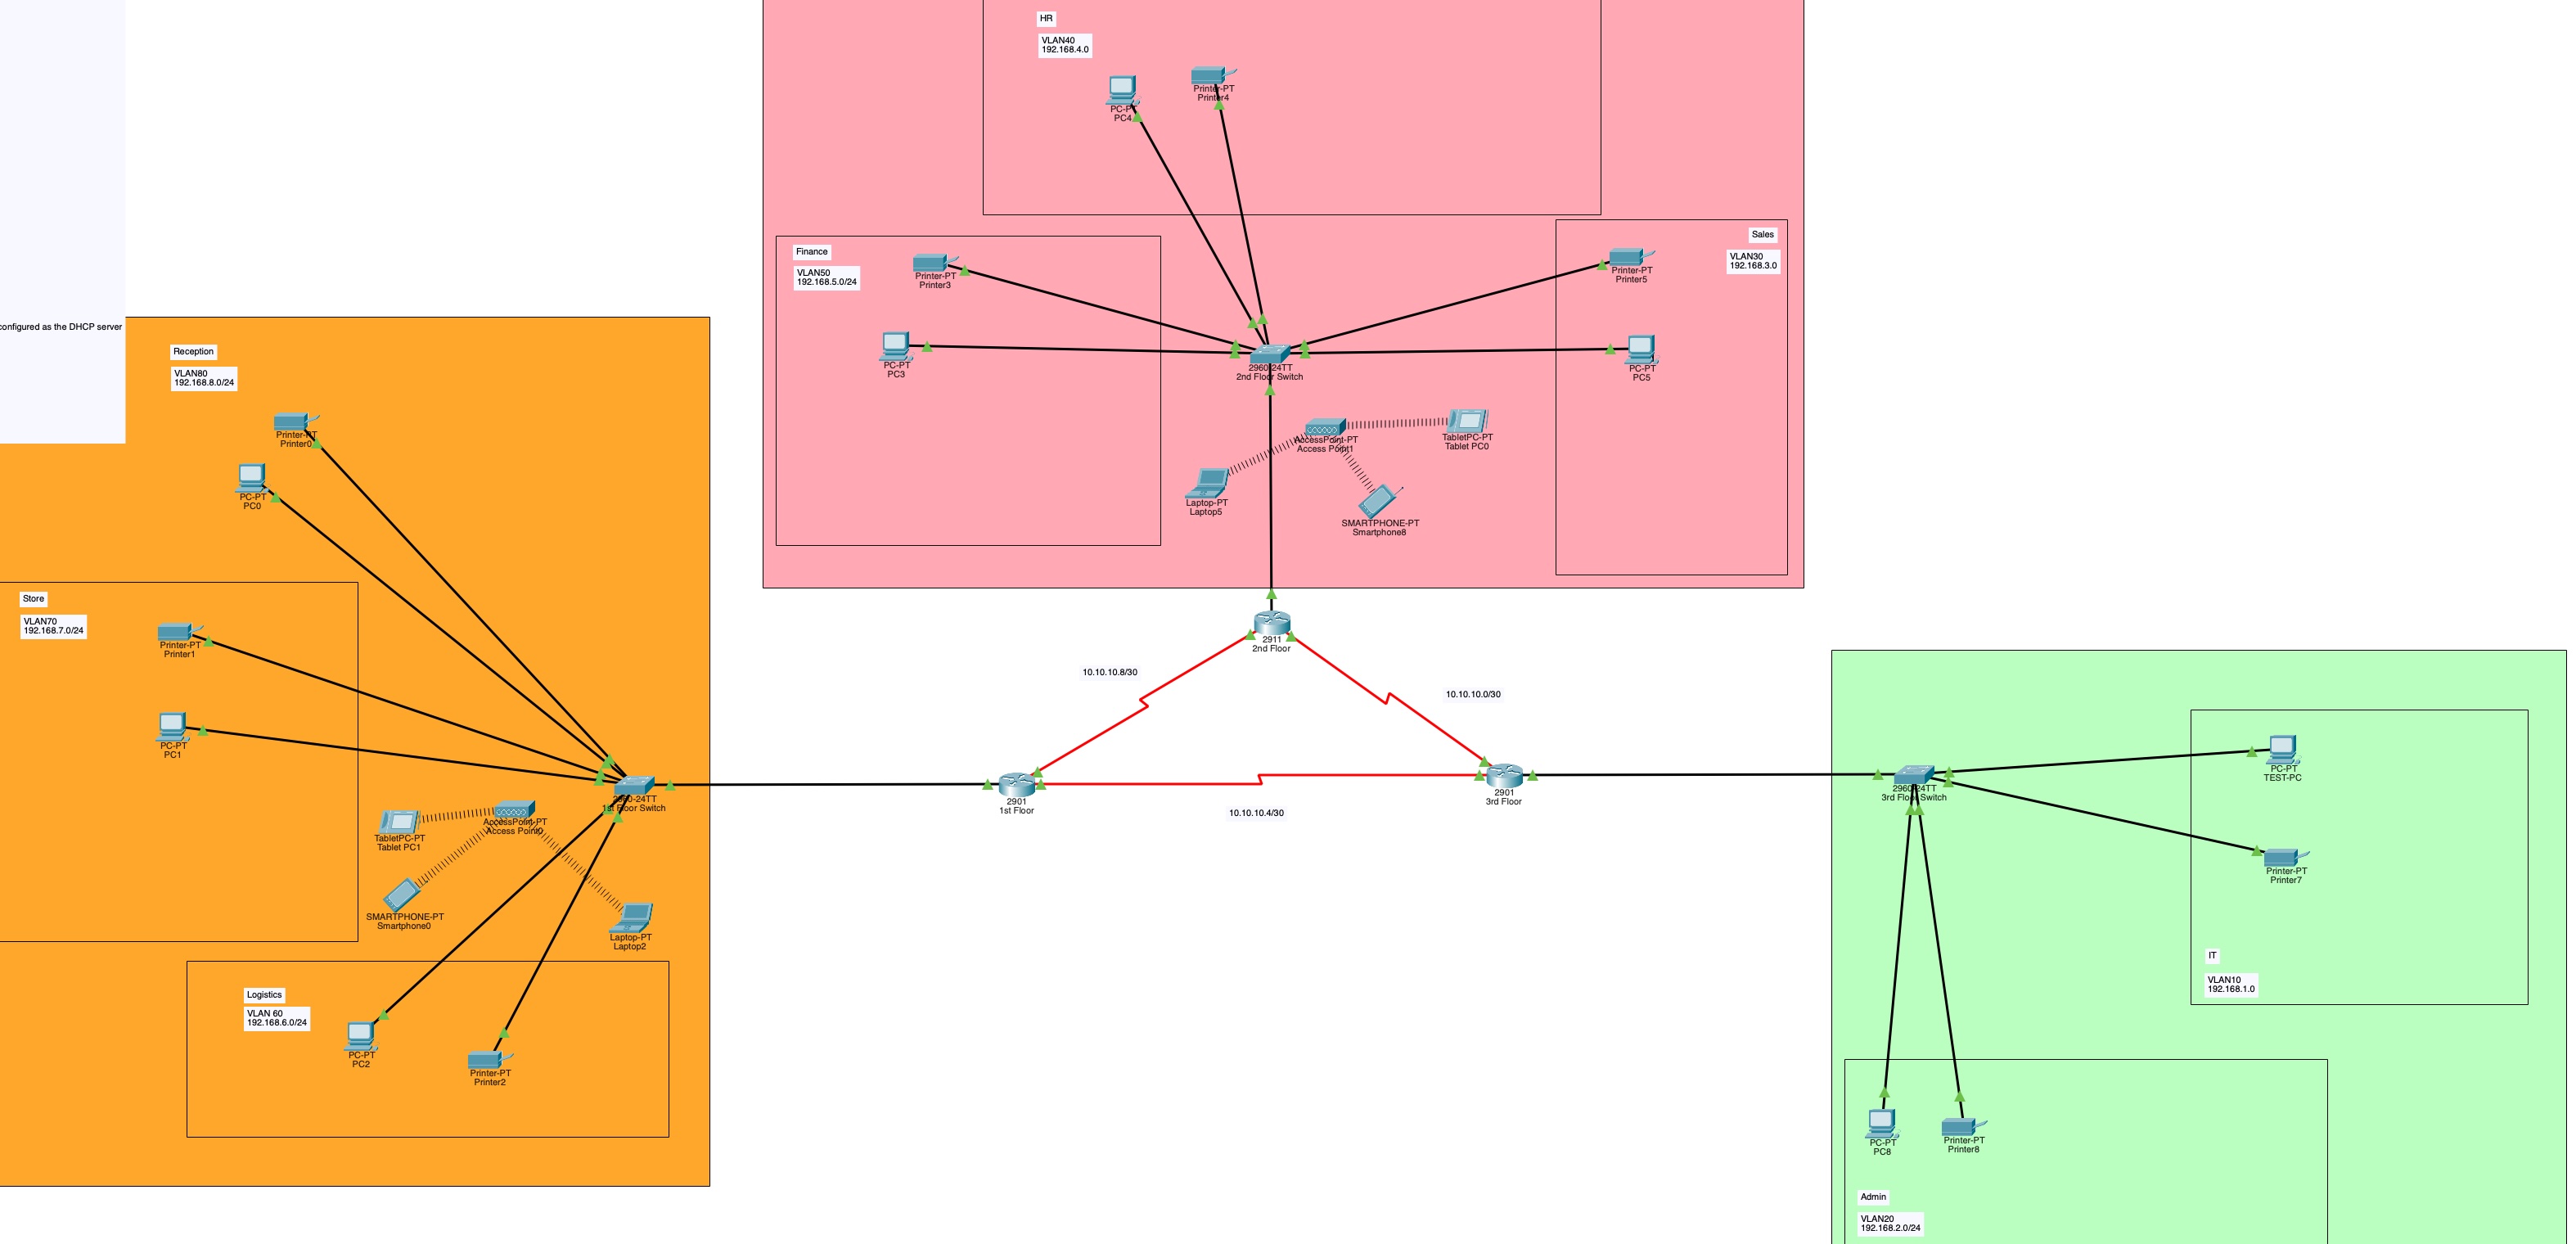 configured as the DHCP server
HR
VLAN40
192.168.4.0
PC-PT
PC4
Printer-PT
Printer4
Finance
VLAN50
192.168.5.0/24
Printer-PT
Printer3
PC-PT
PC3
Sales
VLAN30
192.168.3.0
Printer-PT
Printer5
PC-PT
PC5
2960-24TT
2nd Floor Switch
AccessPoint-PT
Access Point1
TabletPC-PT
Tablet PC0
Laptop-PT
Laptop5
SMARTPHONE-PT
Smartphone8
Reception
VLAN80
192.168.8.0/24
Printer-PT
Printer0
PC-PT
PC0
Store
VLAN70
192.168.7.0/24
Printer-PT
Printer1
PC-PT
PC1
2960-24TT
1st Floor Switch
AccessPoint-PT
Access Point0
TabletPC-PT
Tablet PC1
SMARTPHONE-PT
Smartphone0
Laptop-PT
Laptop2
Logistics
VLAN 60
192.168.6.0/24
PC-PT
PC2
Printer-PT
Printer2
2911
2nd Floor
10.10.10.8/30
10.10.10.0/30
2901
1st Floor
2901
3rd Floor
10.10.10.4/30
2960-24TT
3rd Floor Switch
PC-PT
TEST-PC
Printer-PT
Printer7
IT
VLAN10
192.168.1.0
PC-PT
PC8
Printer-PT
Printer8
Admin
VLAN20
192.168.2.0/24